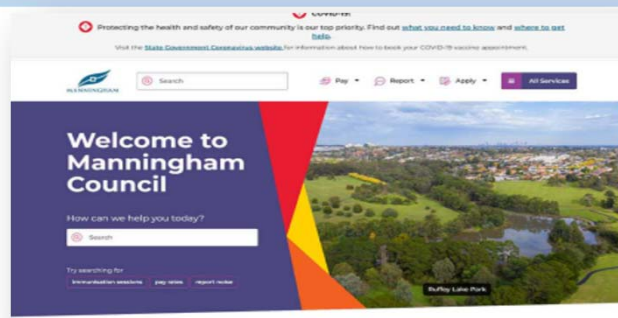 COVID-19:
Protecting the health and safety of our community is our top priority. Find out what you need to know and where to get
help.
Visit the State Government Coronavirus website for information about how to book your COVID-19 vaccine appointment.
MANNINGHAM
Search
Pay
Report
Apply
All Services
Welcome to
Manningham
Council
How can we help you today?
Search
Try searching for
immunisation sessions pay rates report noise
Ruffey Lake Park